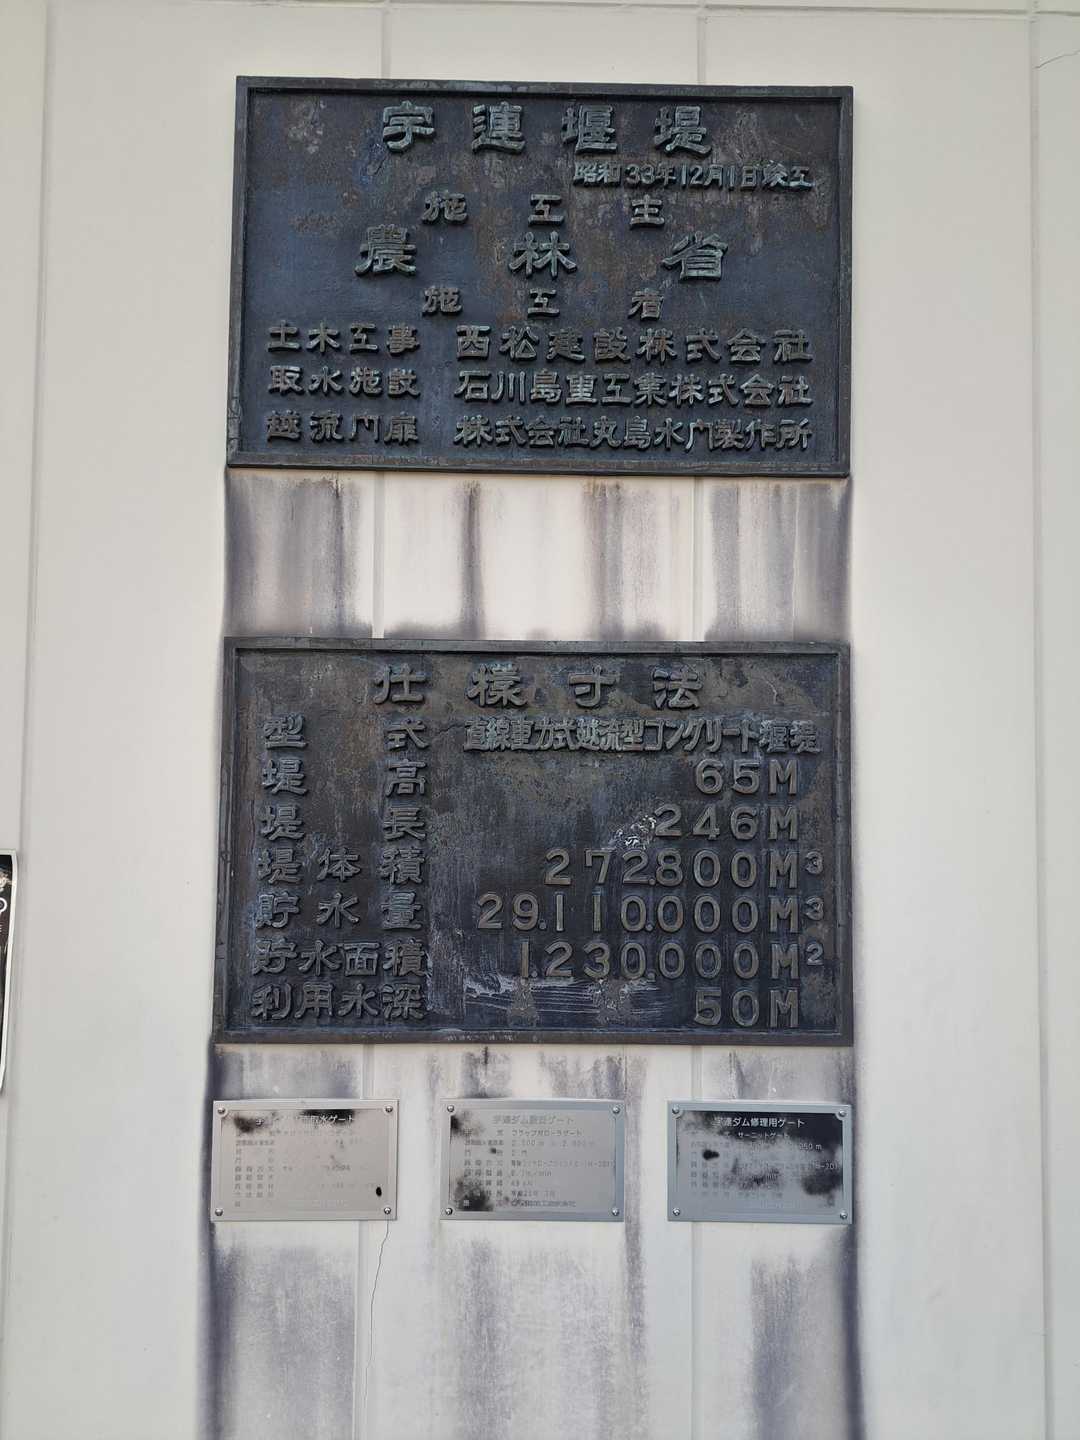 宇連堰堤
昭和33年12月1日竣工
施工主
農林省
施工者
土木工事 西松建設株式会社
取水施設 石川島重工業株式会社
越流門扉 株式会社丸島水門製作所
仕様寸法
型式 直線重力式越流型コンクリート堰堤
堤高 65M
堤長 246M
堤体積 272.800M³
貯水量 29.110.000M³
貯水面積 1.230.000M²
利用水深 50M
取水ゲート
宇連ダム
ゲート
宇連ダム修理用ゲート